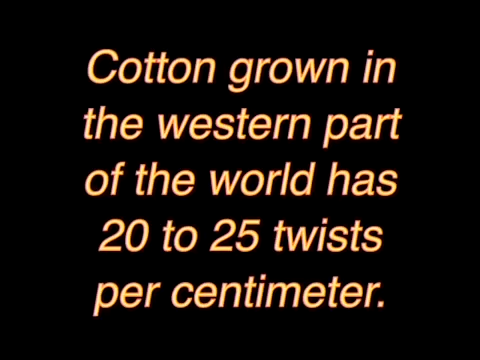 Cotton grown in
the western part
of the world has
20 to 25 twists
per centimeter.